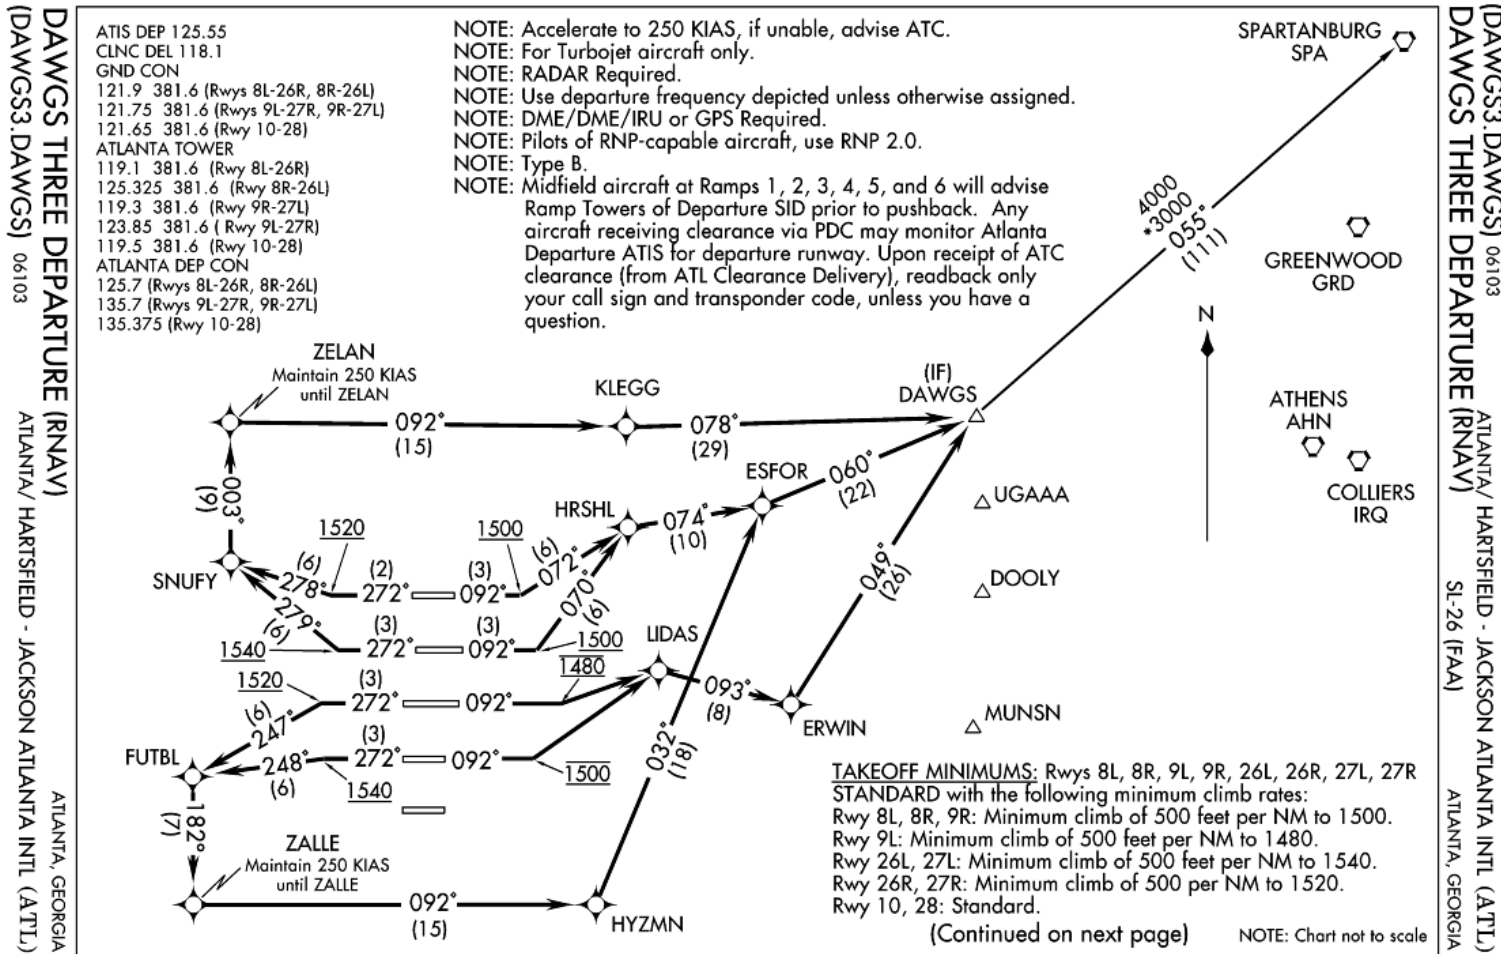 (DAWGS3.DAWGS) 06103
DAWGS THREE DEPARTURE (RNAV)
ATLANTA/ HARTSFIELD - JACKSON ATLANTA INTL (ATL)
ATLANTA, GEORGIA
ATIS DEP 125.55
CLNC DEL 118.1
GND CON
121.9 381.6 (Rwys 8L-26R, 8R-26L)
121.75 381.6 (Rwys 9L-27R, 9R-27L)
121.65 381.6 (Rwy 10-28)
ATLANTA TOWER
119.1 381.6 (Rwy 8L-26R)
125.325 381.6 (Rwy 8R-26L)
119.3 381.6 (Rwy 9R-27L)
123.85 381.6 ( Rwy 9L-27R)
119.5 381.6 (Rwy 10-28)
ATLANTA DEP CON
125.7 (Rwys 8L-26R, 8R-26L)
135.7 (Rwys 9L-27R, 9R-27L)
135.375 (Rwy 10-28)
NOTE: Accelerate to 250 KIAS, if unable, advise ATC.
NOTE: For Turbojet aircraft only.
NOTE: RADAR Required.
NOTE: Use departure frequency depicted unless otherwise assigned.
NOTE: DME/DME/IRU or GPS Required.
NOTE: Pilots of RNP-capable aircraft, use RNP 2.0.
NOTE: Type B.
NOTE: Midfield aircraft at Ramps 1, 2, 3, 4, 5, and 6 will advise
Ramp Towers of Departure SID prior to pushback. Any
aircraft receiving clearance via PDC may monitor Atlanta
Departure ATIS for departure runway. Upon receipt of ATC
clearance (from ATL Clearance Delivery), readback only
your call sign and transponder code, unless you have a
question.
SPARTANBURG
SPA
4000
*3000
055°
(111)
GREENWOOD
GRD
N
ATHENS
AHN
COLLIERS
IRQ
ZELAN
Maintain 250 KIAS
until ZELAN
092°
(15)
KLEGG
078°
(29)
(IF)
DAWGS
003°
(9)
SNUFY
ESFOR
060°
(22)
HRSHL
074°
(10)
UGAAA
DOOLY
MUNSN
1520
(6)
278°
(2)
272°
(3)
092°
1500
(6)
072°
279°
(6)
1540
(3)
272°
(3)
092°
1500
070°
(6)
049°
(26)
LIDAS
093°
(8)
ERWIN
1520
(6)
247°
(3)
272°
092°
1480
FUTBL
248°
(6)
1540
(3)
272°
092°
1500
032°
(18)
182°
(7)
ZALLE
Maintain 250 KIAS
until ZALLE
092°
(15)
HYZMN
TAKEOFF MINIMUMS: Rwys 8L, 8R, 9L, 9R, 26L, 26R, 27L, 27R
STANDARD with the following minimum climb rates:
Rwy 8L, 8R, 9R: Minimum climb of 500 feet per NM to 1500.
Rwy 9L: Minimum climb of 500 feet per NM to 1480.
Rwy 26L, 27L: Minimum climb of 500 feet per NM to 1540.
Rwy 26R, 27R: Minimum climb of 500 per NM to 1520.
Rwy 10, 28: Standard.
(Continued on next page)
NOTE: Chart not to scale
(DAWGS3.DAWGS) 06103
DAWGS THREE DEPARTURE (RNAV)
SL-26 (FAA)
ATLANTA/ HARTSFIELD - JACKSON ATLANTA INTL (ATL)
ATLANTA, GEORGIA